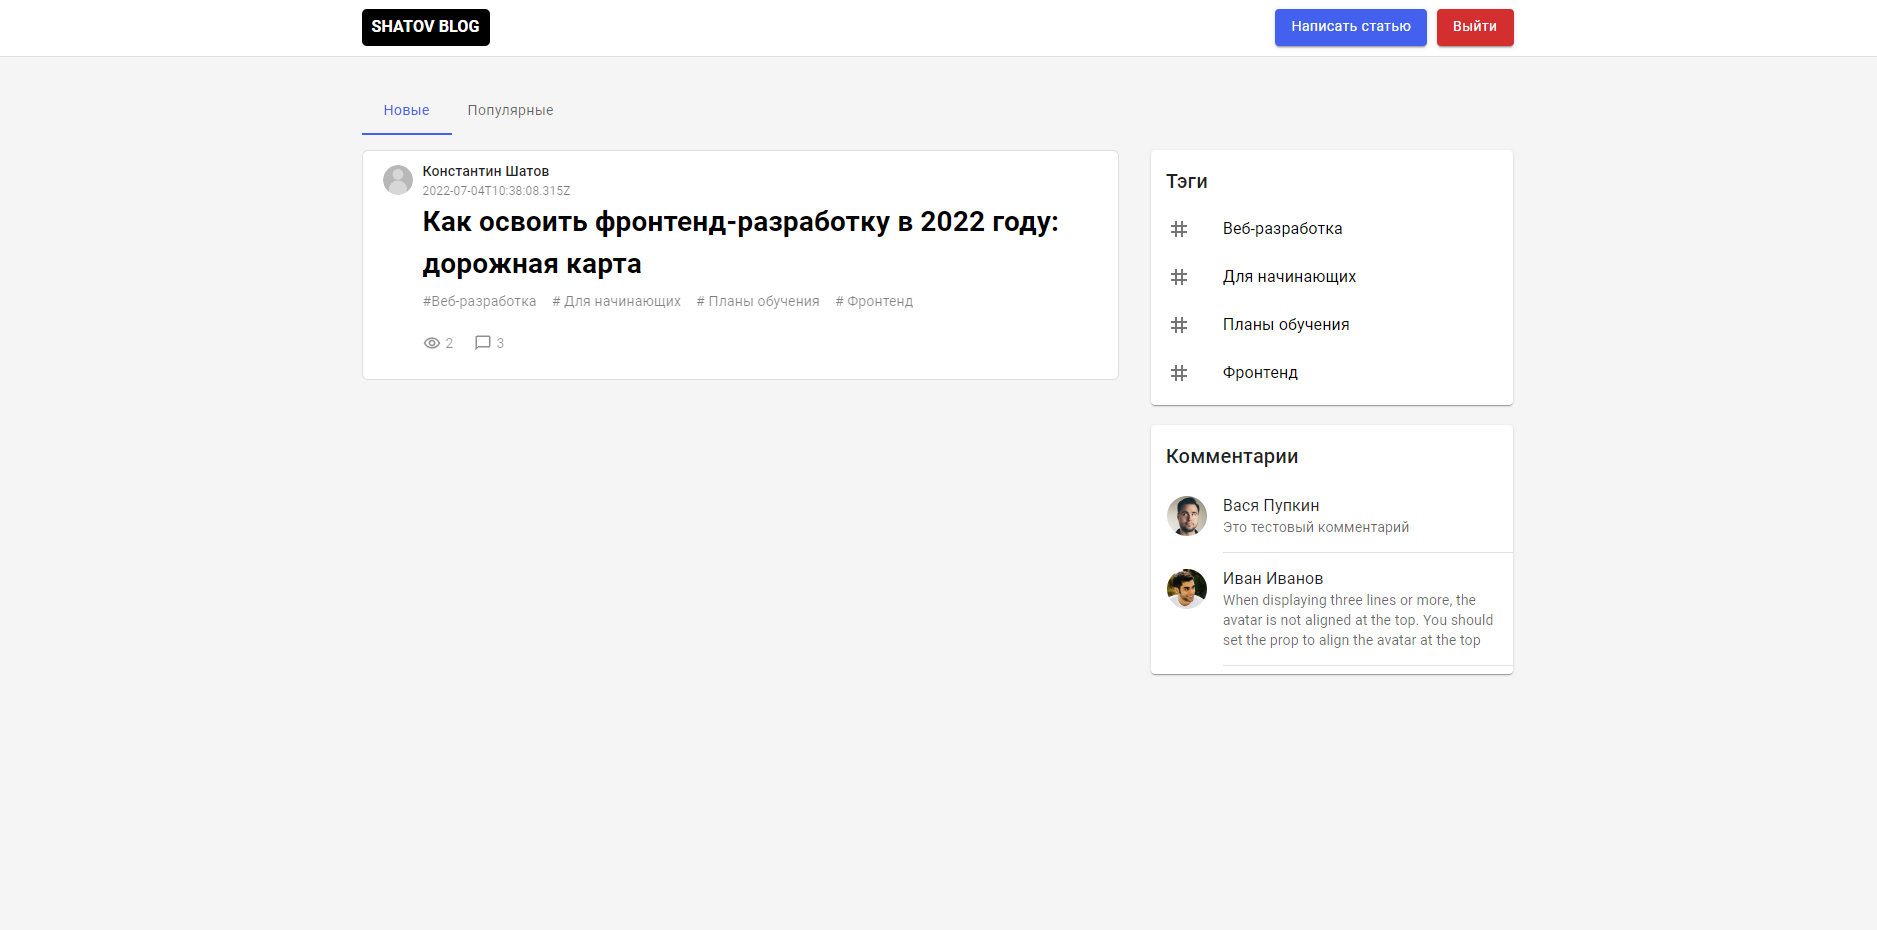 SHATOV BLOG
Написать статью
Выйти
Новые
Популярные
Константин Шатов
2022-07-04T10:38:08.315Z
Как освоить фронтенд-разработку в 2022 году:
дорожная карта
#Веб-разработка # Для начинающих # Планы обучения # Фронтенд
2 3
Тэги
Веб-разработка
Для начинающих
Планы обучения
Фронтенд
Комментарии
Вася Пупкин
Это тестовый комментарий
Иван Иванов
When displaying three lines or more, the
avatar is not aligned at the top. You should
set the prop to align the avatar at the top